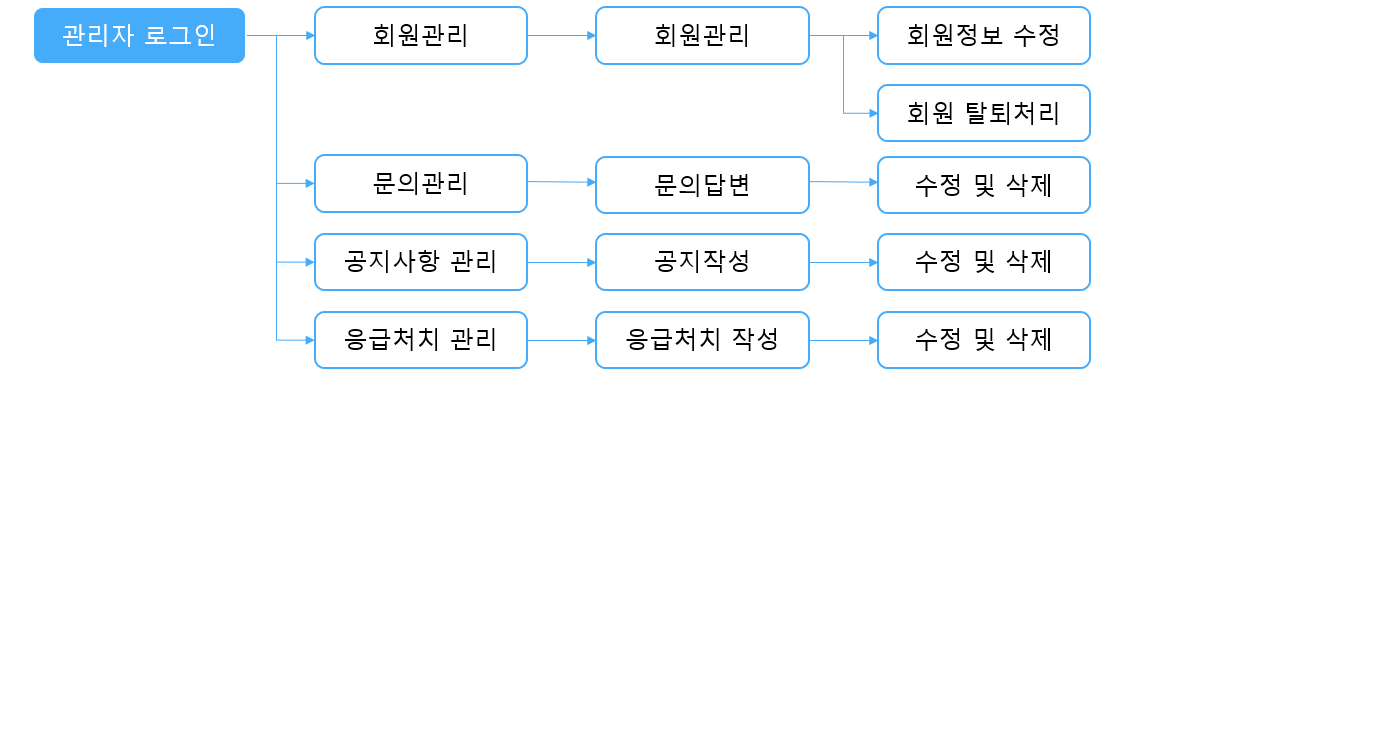 관리자 로그인
회원관리
회원관리
회원정보 수정
회원 탈퇴처리
문의관리
문의답변
수정 및 삭제
공지사항 관리
공지작성
수정 및 삭제
응급처치 관리
응급처치 작성
수정 및 삭제